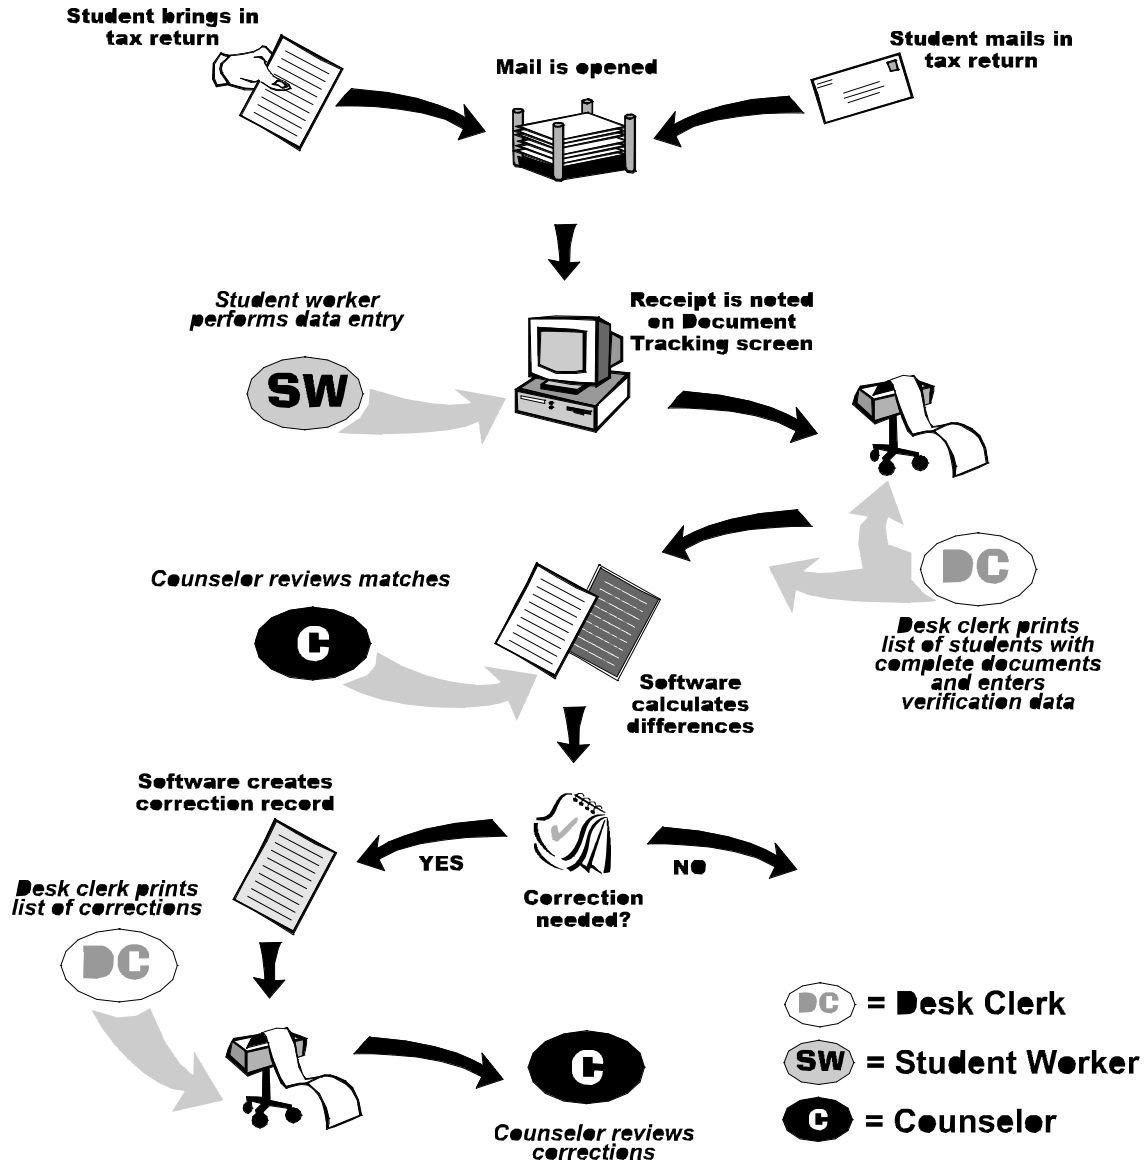 Student brings in
tax return
Mail is opened
Student mails in
tax return
Student worker
performs data entry
SW
Receipt is noted
on Document
Tracking screen
DC
Desk clerk prints
list of students with
complete documents
and enters
verification data
Counselor reviews matches
C
Software
calculates
differences
Software creates
correction record
YES
NO
Correction
needed?
Desk clerk prints
list of corrections
DC
C
Counselor reviews
corrections
DC = Desk Clerk
SW = Student Worker
C = Counselor